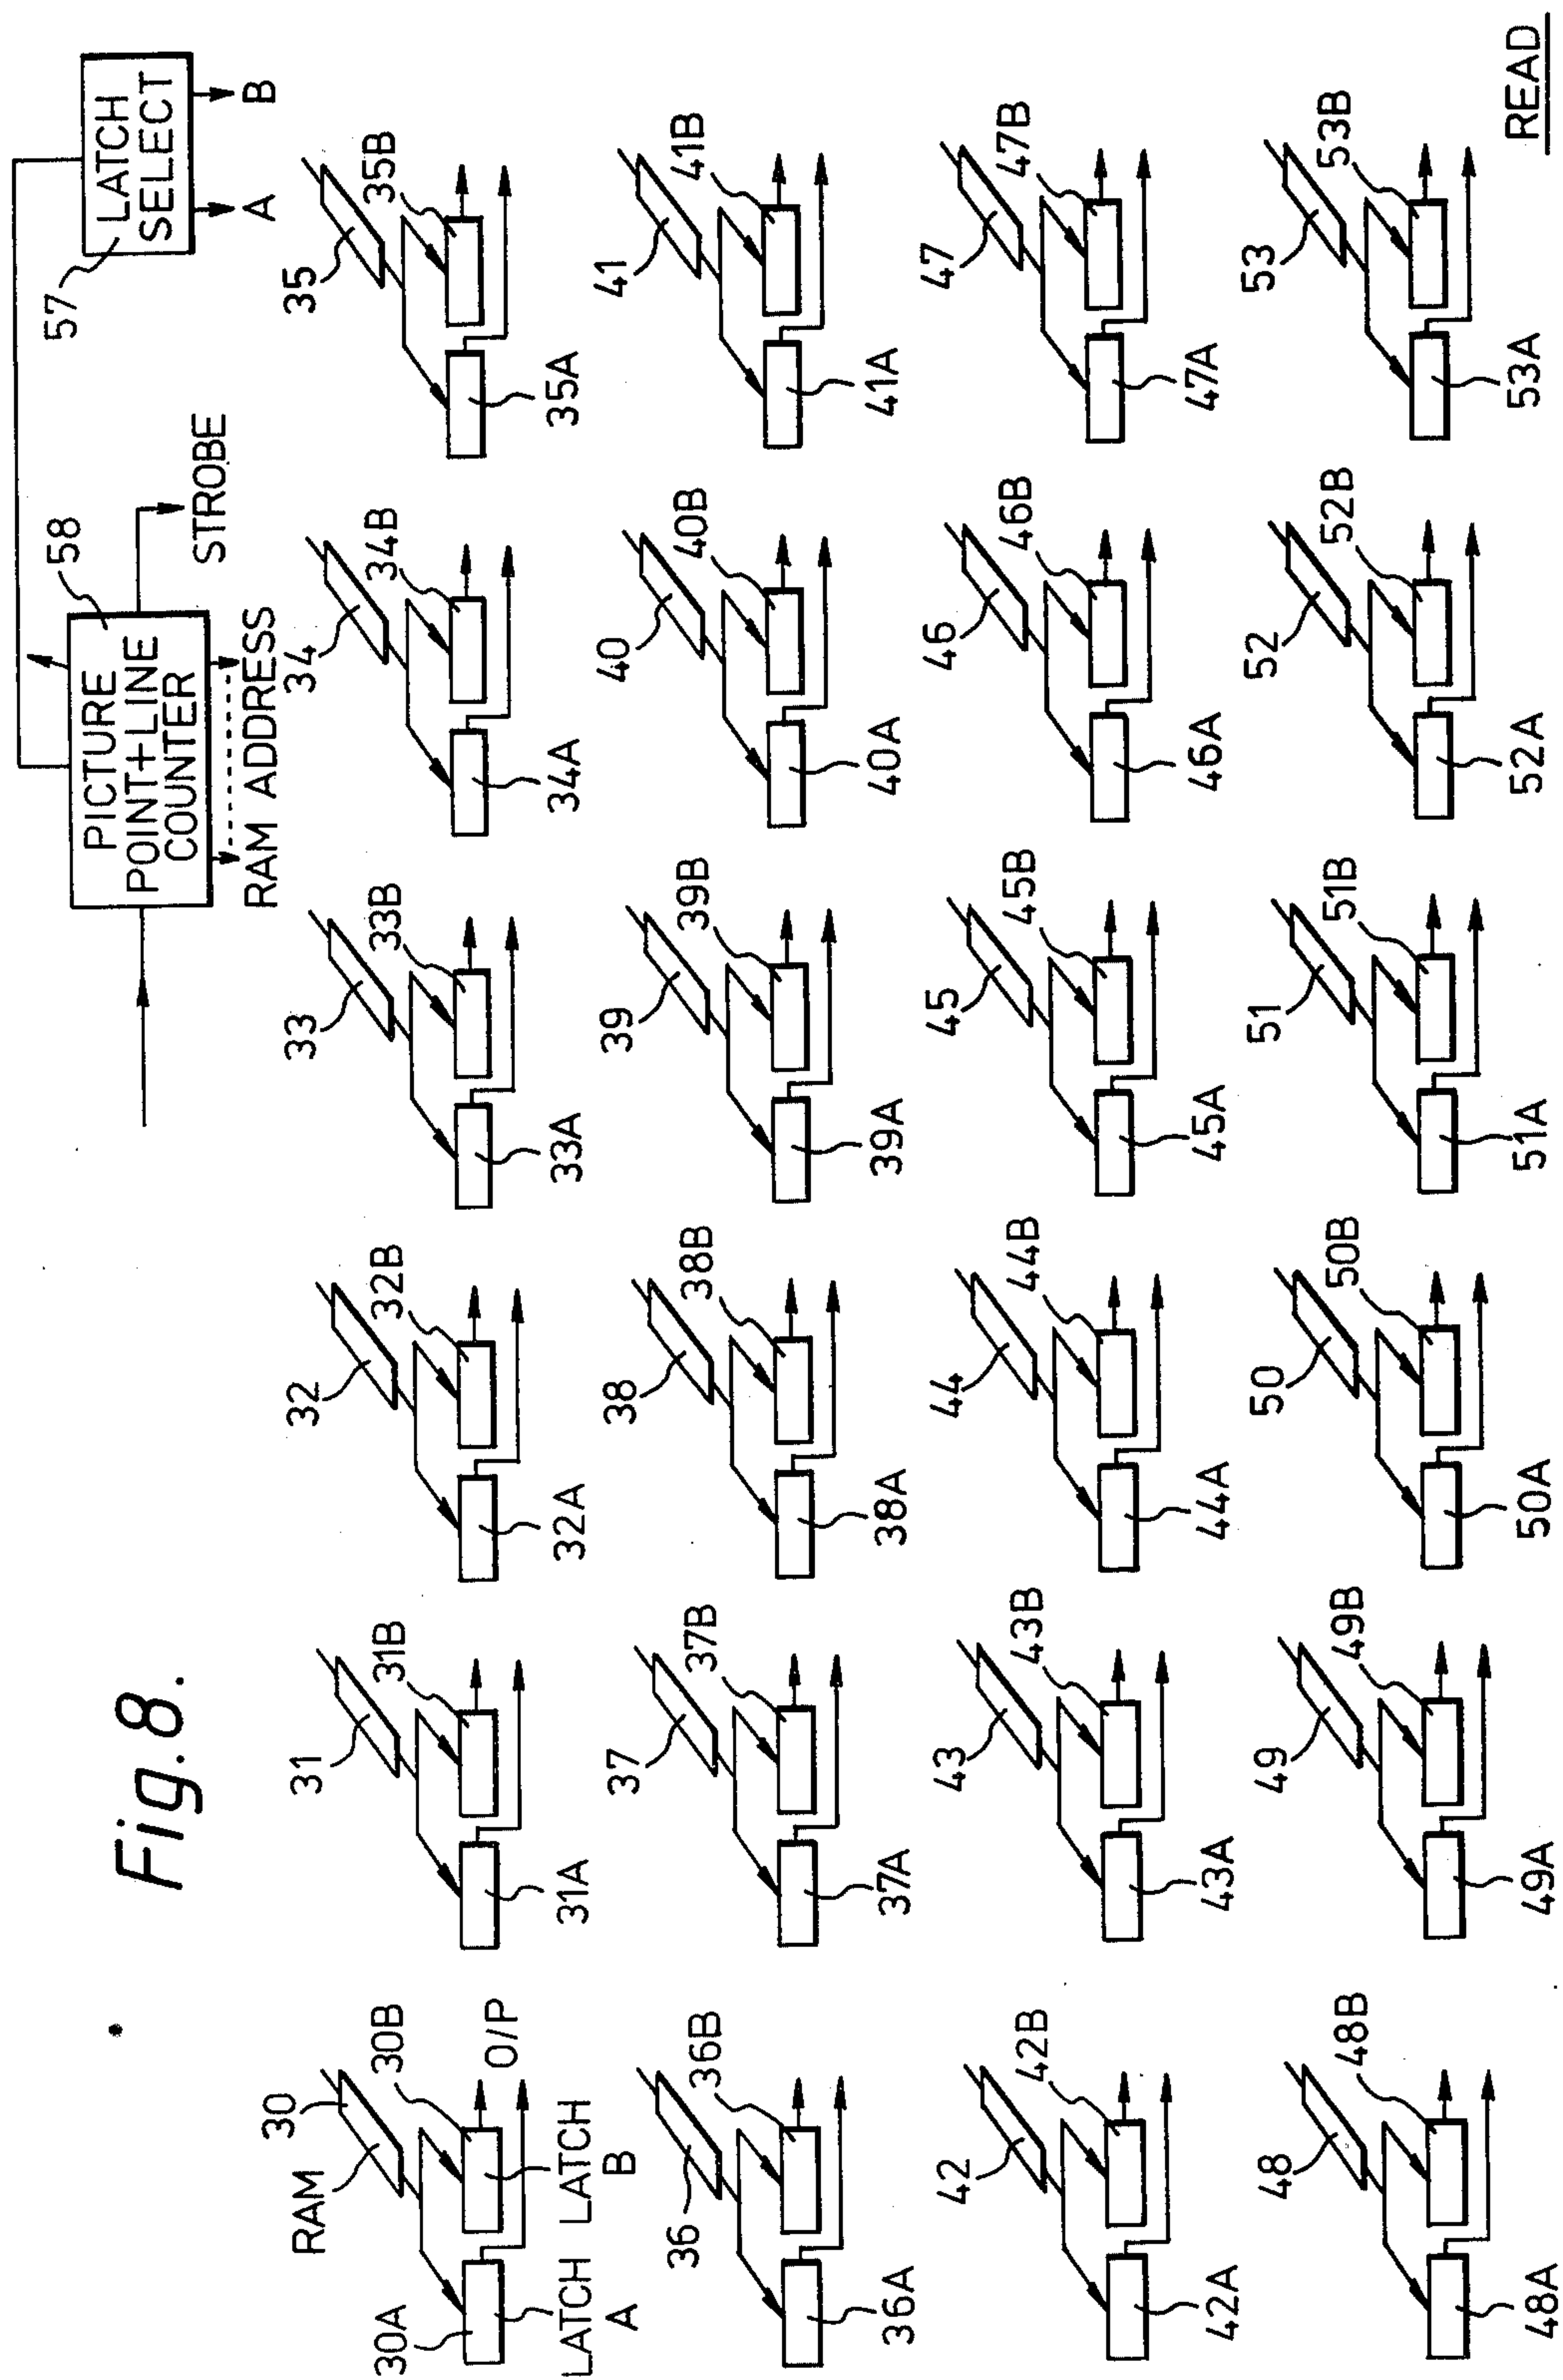 Fig.8.
PICTURE
POINT+LINE
COUNTER
58
STROBE
RAM ADDRESS
57
LATCH
SELECT
A
B
RAM
30
30A
30B
O/P
LATCH
A
LATCH
B
31
31A
31B
32
32A
32B
33
33A
33B
34
34A
34B
35
35A
35B
36
36A
36B
37
37A
37B
38
38A
38B
39
39A
39B
40
40A
40B
41
41A
41B
42
42A
42B
43
43A
43B
44
44A
44B
45
45A
45B
46
46A
46B
47
47A
47B
48
48A
48B
49
49A
49B
50
50A
50B
51
51A
51B
52
52A
52B
53
53A
53B
READ